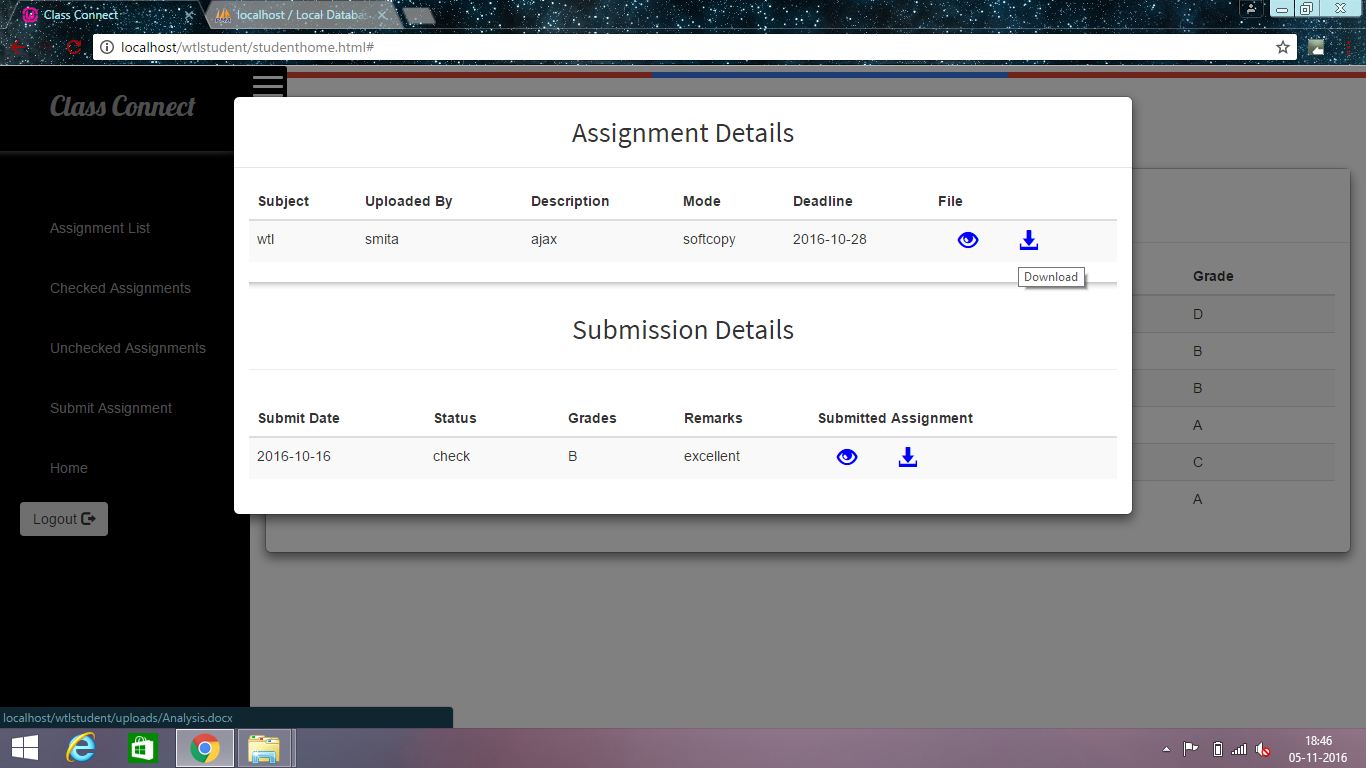 Class Connect
localhost / Local Databas
localhost/wtlstudent/studenthome.html#
Class Connect
Assignment List
Checked Assignments
Unchecked Assignments
Submit Assignment
Home
Logout
Assignment Details
Subject Uploaded By Description Mode Deadline File
wtl smita ajax softcopy 2016-10-28
Download
Submission Details
Submit Date Status Grades Remarks Submitted Assignment
2016-10-16 check B excellent
Grade
D
B
B
A
C
A
localhost/wtlstudent/uploads/Analysis.docx
18:46
05-11-2016